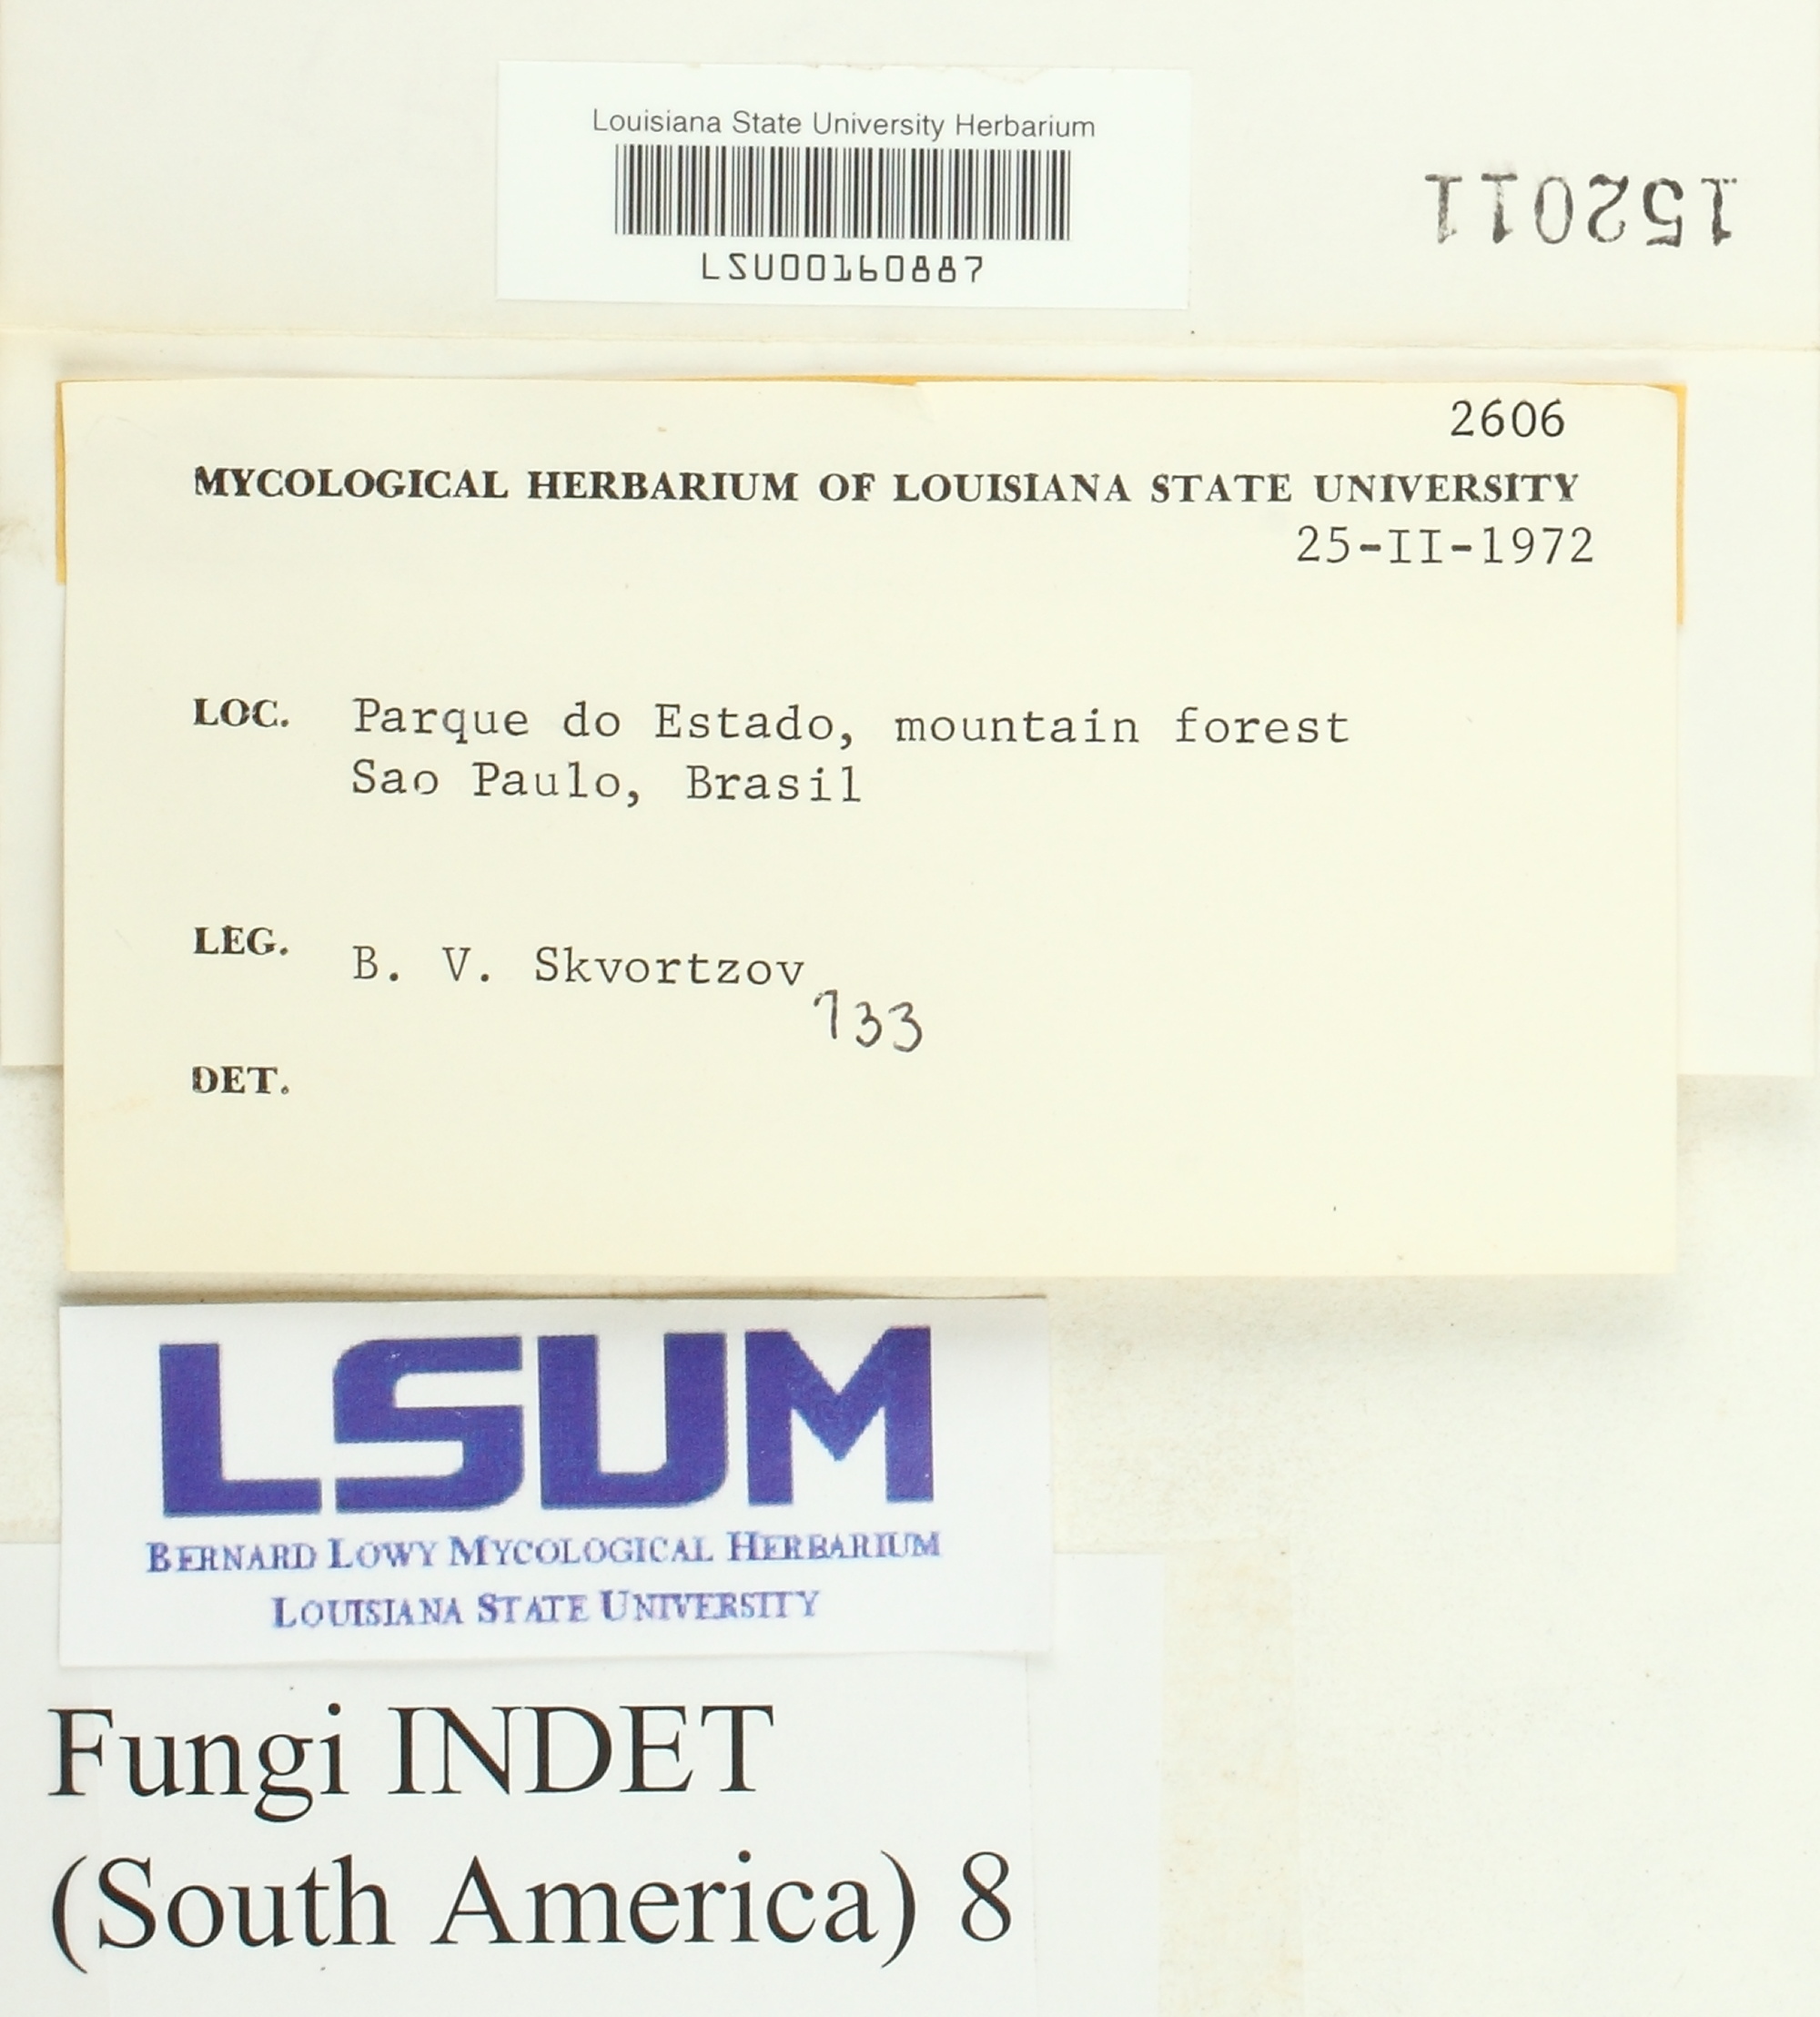 Louisiana State University Herbarium
LSU00160887
152011
2606
MYCOLOGICAL HERBARIUM OF LOUISIANA STATE UNIVERSITY
25-II-1972
LOC. Parque do Estado, mountain forest
Sao Paulo, Brasil
LEG. B. V. Skvortzov
733
DET.
LSUM
BERNARD LOWY MYCOLOGICAL HERBARIUM
LOUISIANA STATE UNIVERSITY
Fungi INDET
(South America) 8